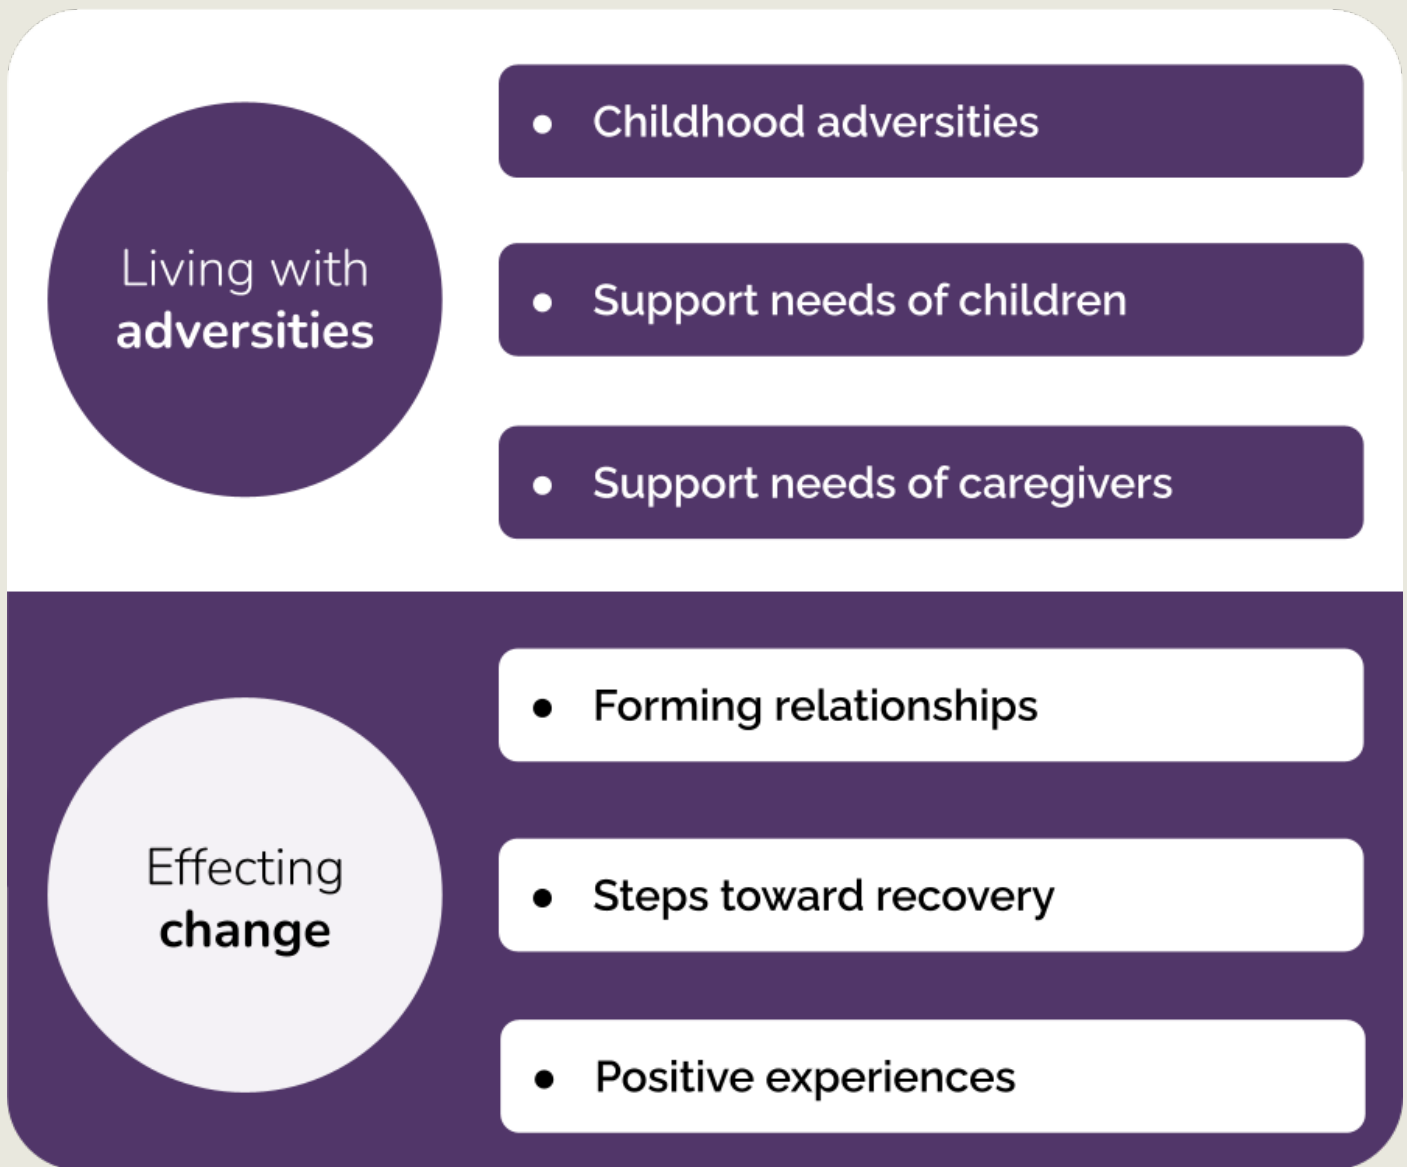 Living with
adversities
• Childhood adversities
• Support needs of children
• Support needs of caregivers
Effecting
change
• Forming relationships
• Steps toward recovery
• Positive experiences